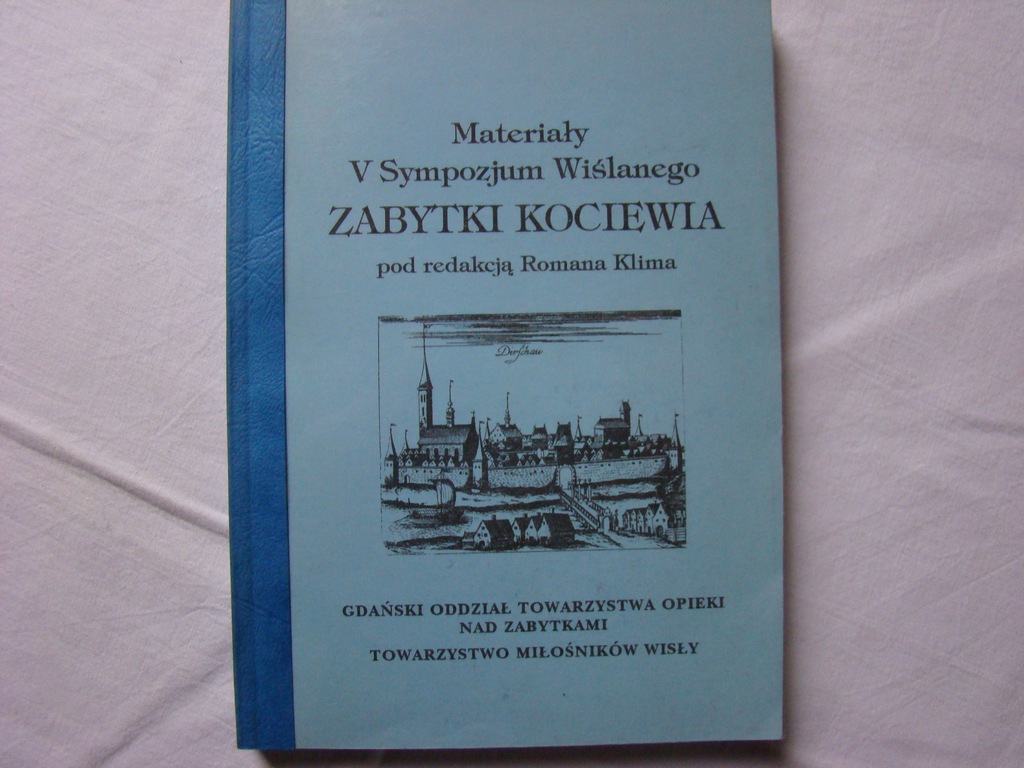 Materiały
V Sympozjum Wiślanego
ZABYTKI KOCIEWIA
pod redakcją Romana Klima
Dirschau
GDAŃSKI ODDZIAŁ TOWARZYSTWA OPIEKI
NAD ZABYTKAMI
TOWARZYSTWO MIŁOŚNIKÓW WISŁY